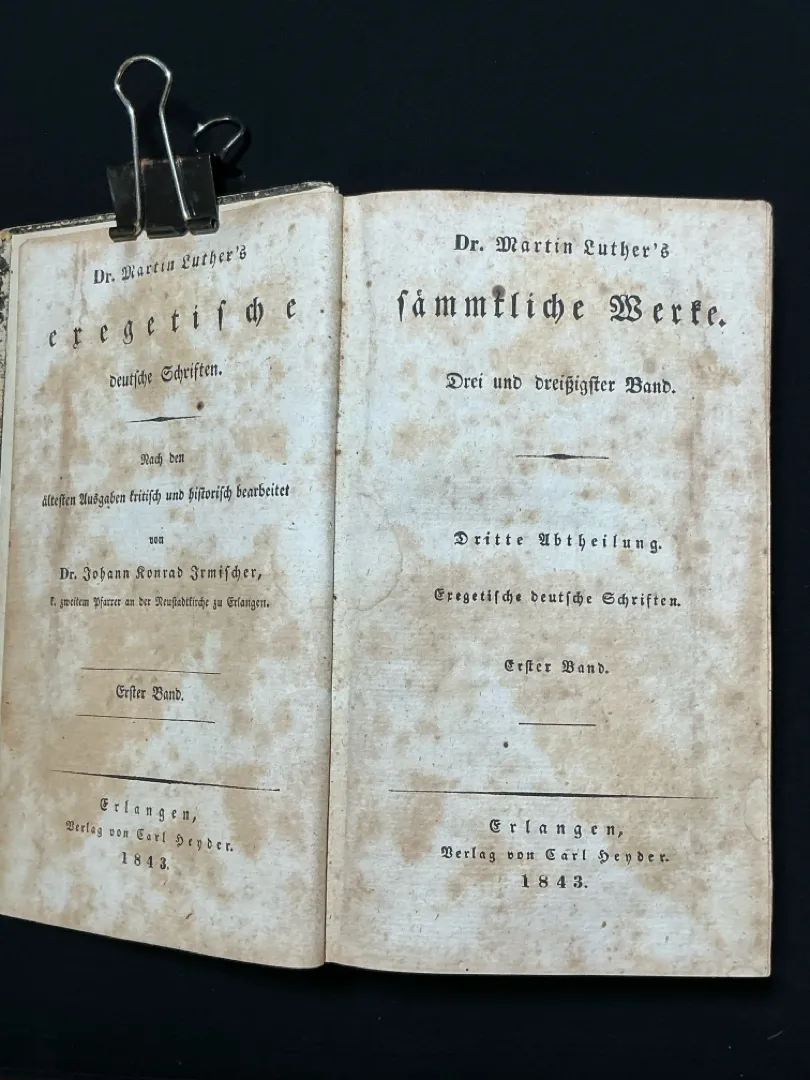 Dr. Martin Luther's
exegetische
deutsche Schriften.
Nach den
ältesten Ausgaben kritisch und historisch bearbeitet
von
Dr. Johann Konrad Irmischer,
k. zweitem Pfarrer an der Neustadtkirche zu Erlangen.
Erster Band.
Erlangen,
Verlag von Carl Heyder.
1843.
Dr. Martin Luther's
sämmtliche Werke.
Drei und dreißigster Band.
Dritte Abtheilung.
Exegetische deutsche Schriften.
Erster Band.
Erlangen,
Verlag von Carl Heyder.
1843.